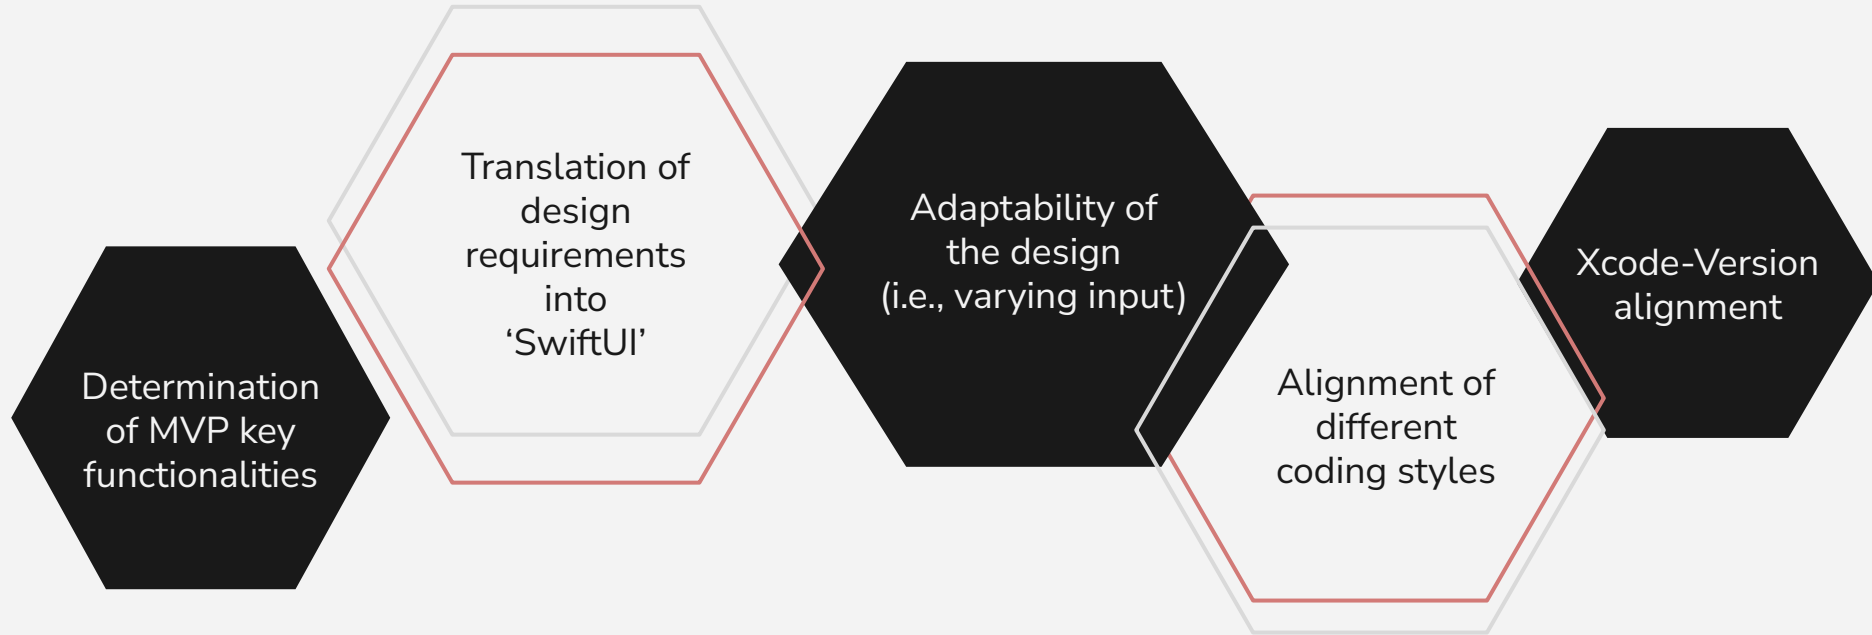 Determination
of MVP key
functionalities
Translation of
design
requirements
into
‘SwiftUI’
Adaptability of
the design
(i.e., varying input)
Alignment of
different
coding styles
Xcode-Version
alignment